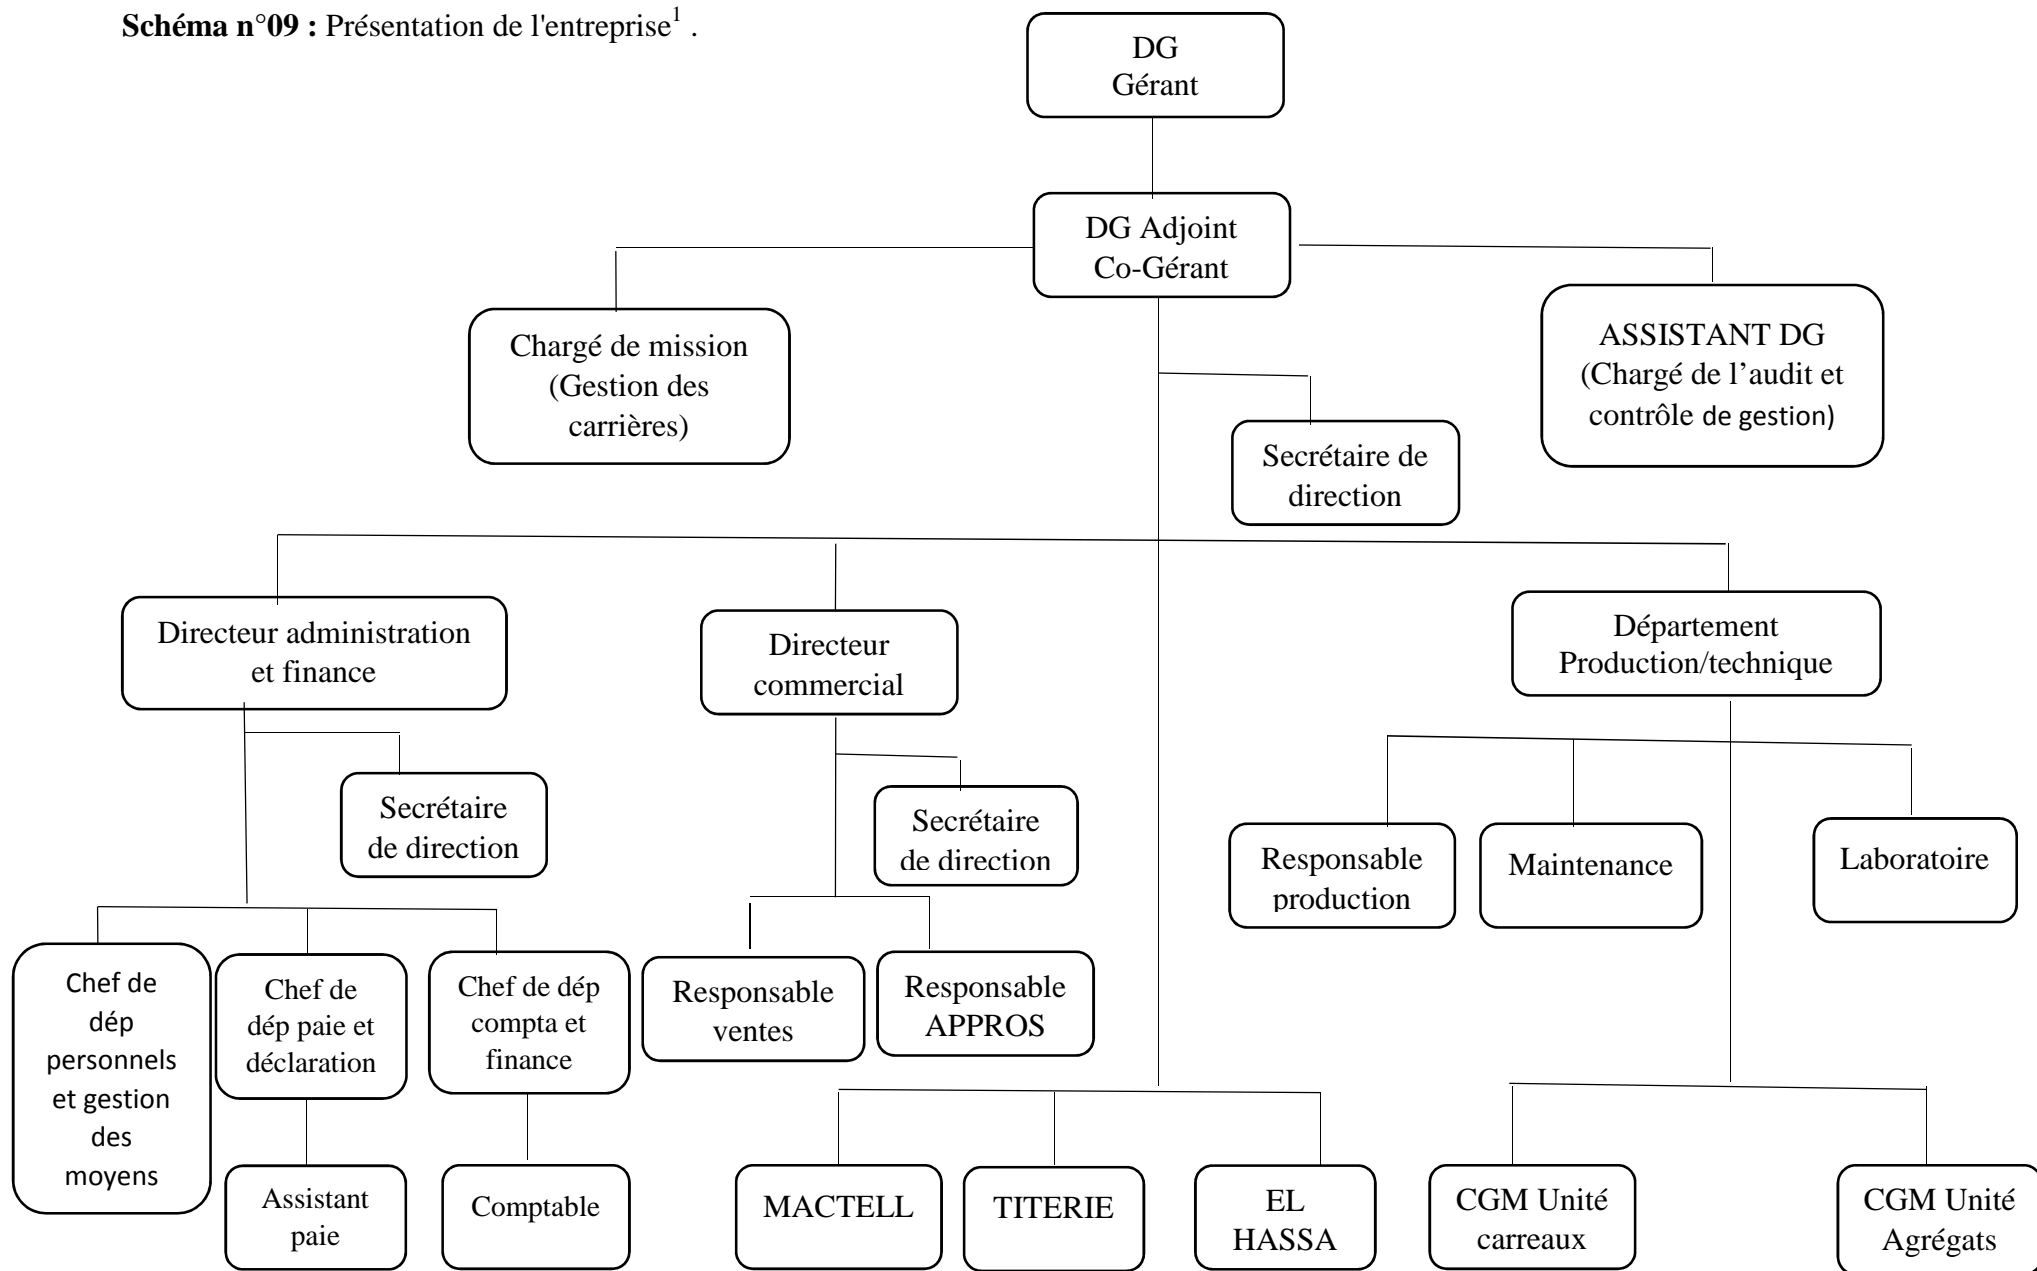 Schéma n°09 : Présentation de l'entreprise¹ .
DG
Gérant
DG Adjoint
Co-Gérant
Chargé de mission
(Gestion des
carrières)
ASSISTANT DG
(Chargé de l’audit et
contrôle de gestion)
Secrétaire de
direction
Directeur administration
et finance
Directeur
commercial
Département
Production/technique
Secrétaire
de direction
Secrétaire
de direction
Responsable
production
Maintenance
Laboratoire
Chef de
dép
personnels
et gestion
des
moyens
Chef de
dép paie et
déclaration
Chef de dép
compta et
finance
Responsable
ventes
Responsable
APPROS
Assistant
paie
Comptable
MACTELL
TITERIE
EL
HASSA
CGM Unité
carreaux
CGM Unité
Agrégats